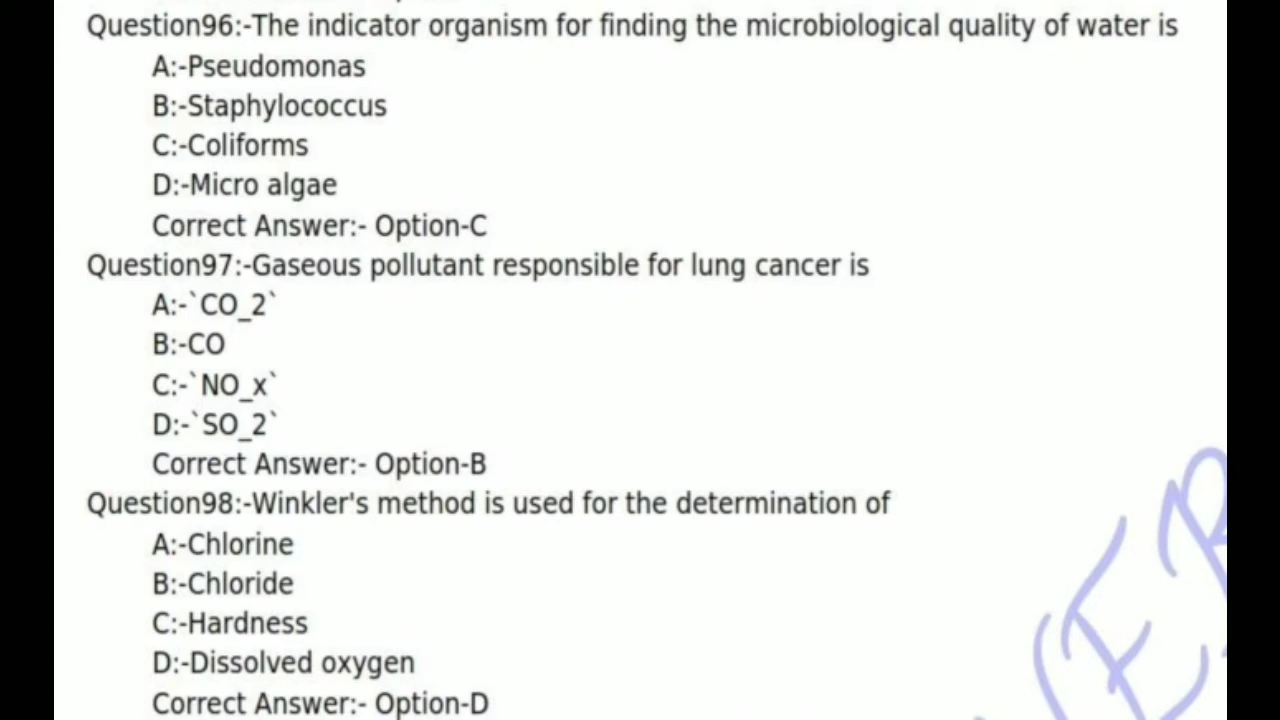 Question96:-The indicator organism for finding the microbiological quality of water is
A:-Pseudomonas
B:-Staphylococcus
C:-Coliforms
D:-Micro algae
Correct Answer:- Option-C
Question97:-Gaseous pollutant responsible for lung cancer is
A:-`CO_2`
B:-CO
C:-`NO_x`
D:-`SO_2`
Correct Answer:- Option-B
Question98:-Winkler's method is used for the determination of
A:-Chlorine
B:-Chloride
C:-Hardness
D:-Dissolved oxygen
Correct Answer:- Option-D